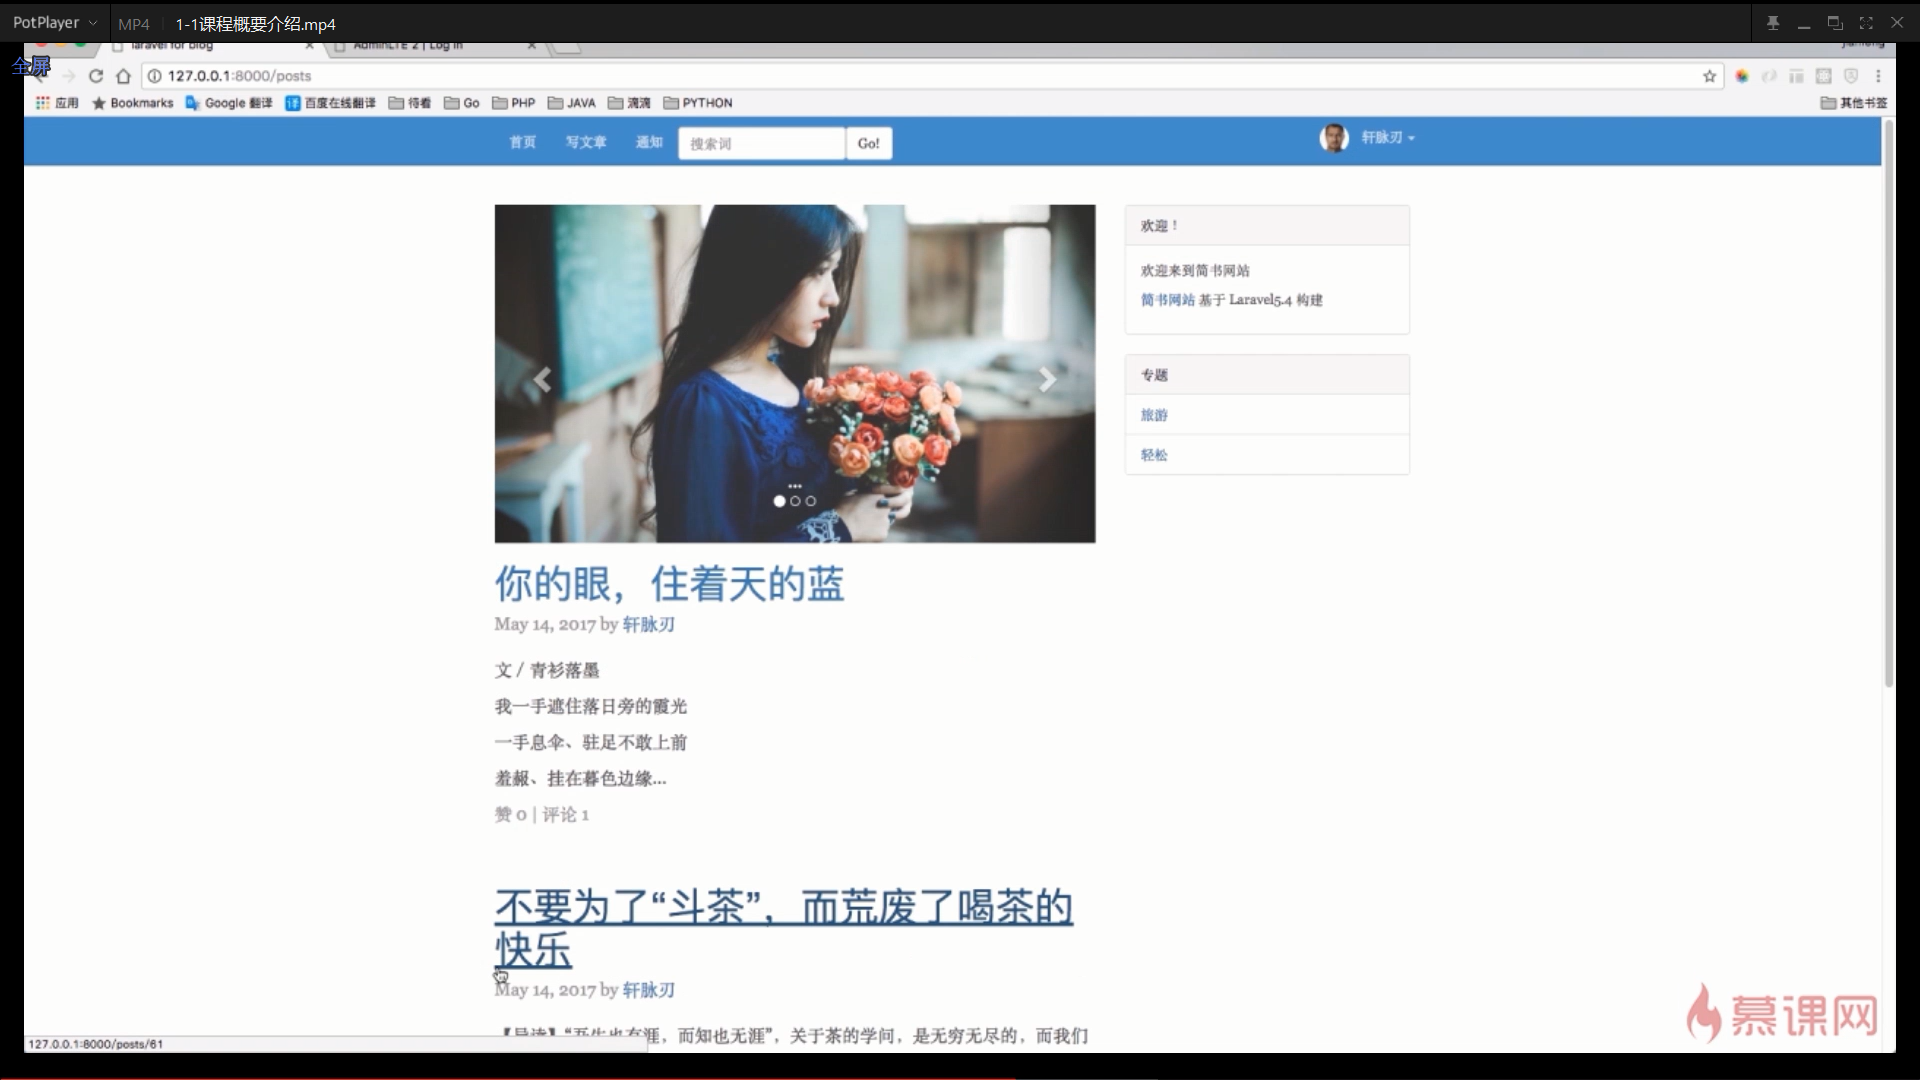 PotPlayer
MP4
1-1课程概要介绍.mp4
全屏
laravel for blog
AdminLTE 2 | Log in
127.0.0.1:8000/posts
应用
Bookmarks
Google 翻译
译
百度在线翻译
待看
Go
PHP
JAVA
滴滴
PYTHON
其他书签
首页
写文章
通知
搜索词
Go!
轩脉刃
欢迎！
欢迎来到简书网站
简书网站 基于 Laravel5.4 构建
专题
旅游
轻松
...
你的眼，住着天的蓝
May 14, 2017 by 轩脉刃
文 / 青衫落墨
我一手遮住落日旁的霞光
一手息伞、驻足不敢上前
羞赧、挂在暮色边缘...
赞 0 | 评论 1
不要为了“斗茶”，而荒废了喝茶的
快乐
May 14, 2017 by 轩脉刃
【导读】“吾生也有涯，而知也无涯”，关于茶的学问，是无穷无尽的，而我们
127.0.0.1:8000/posts/61
慕课网